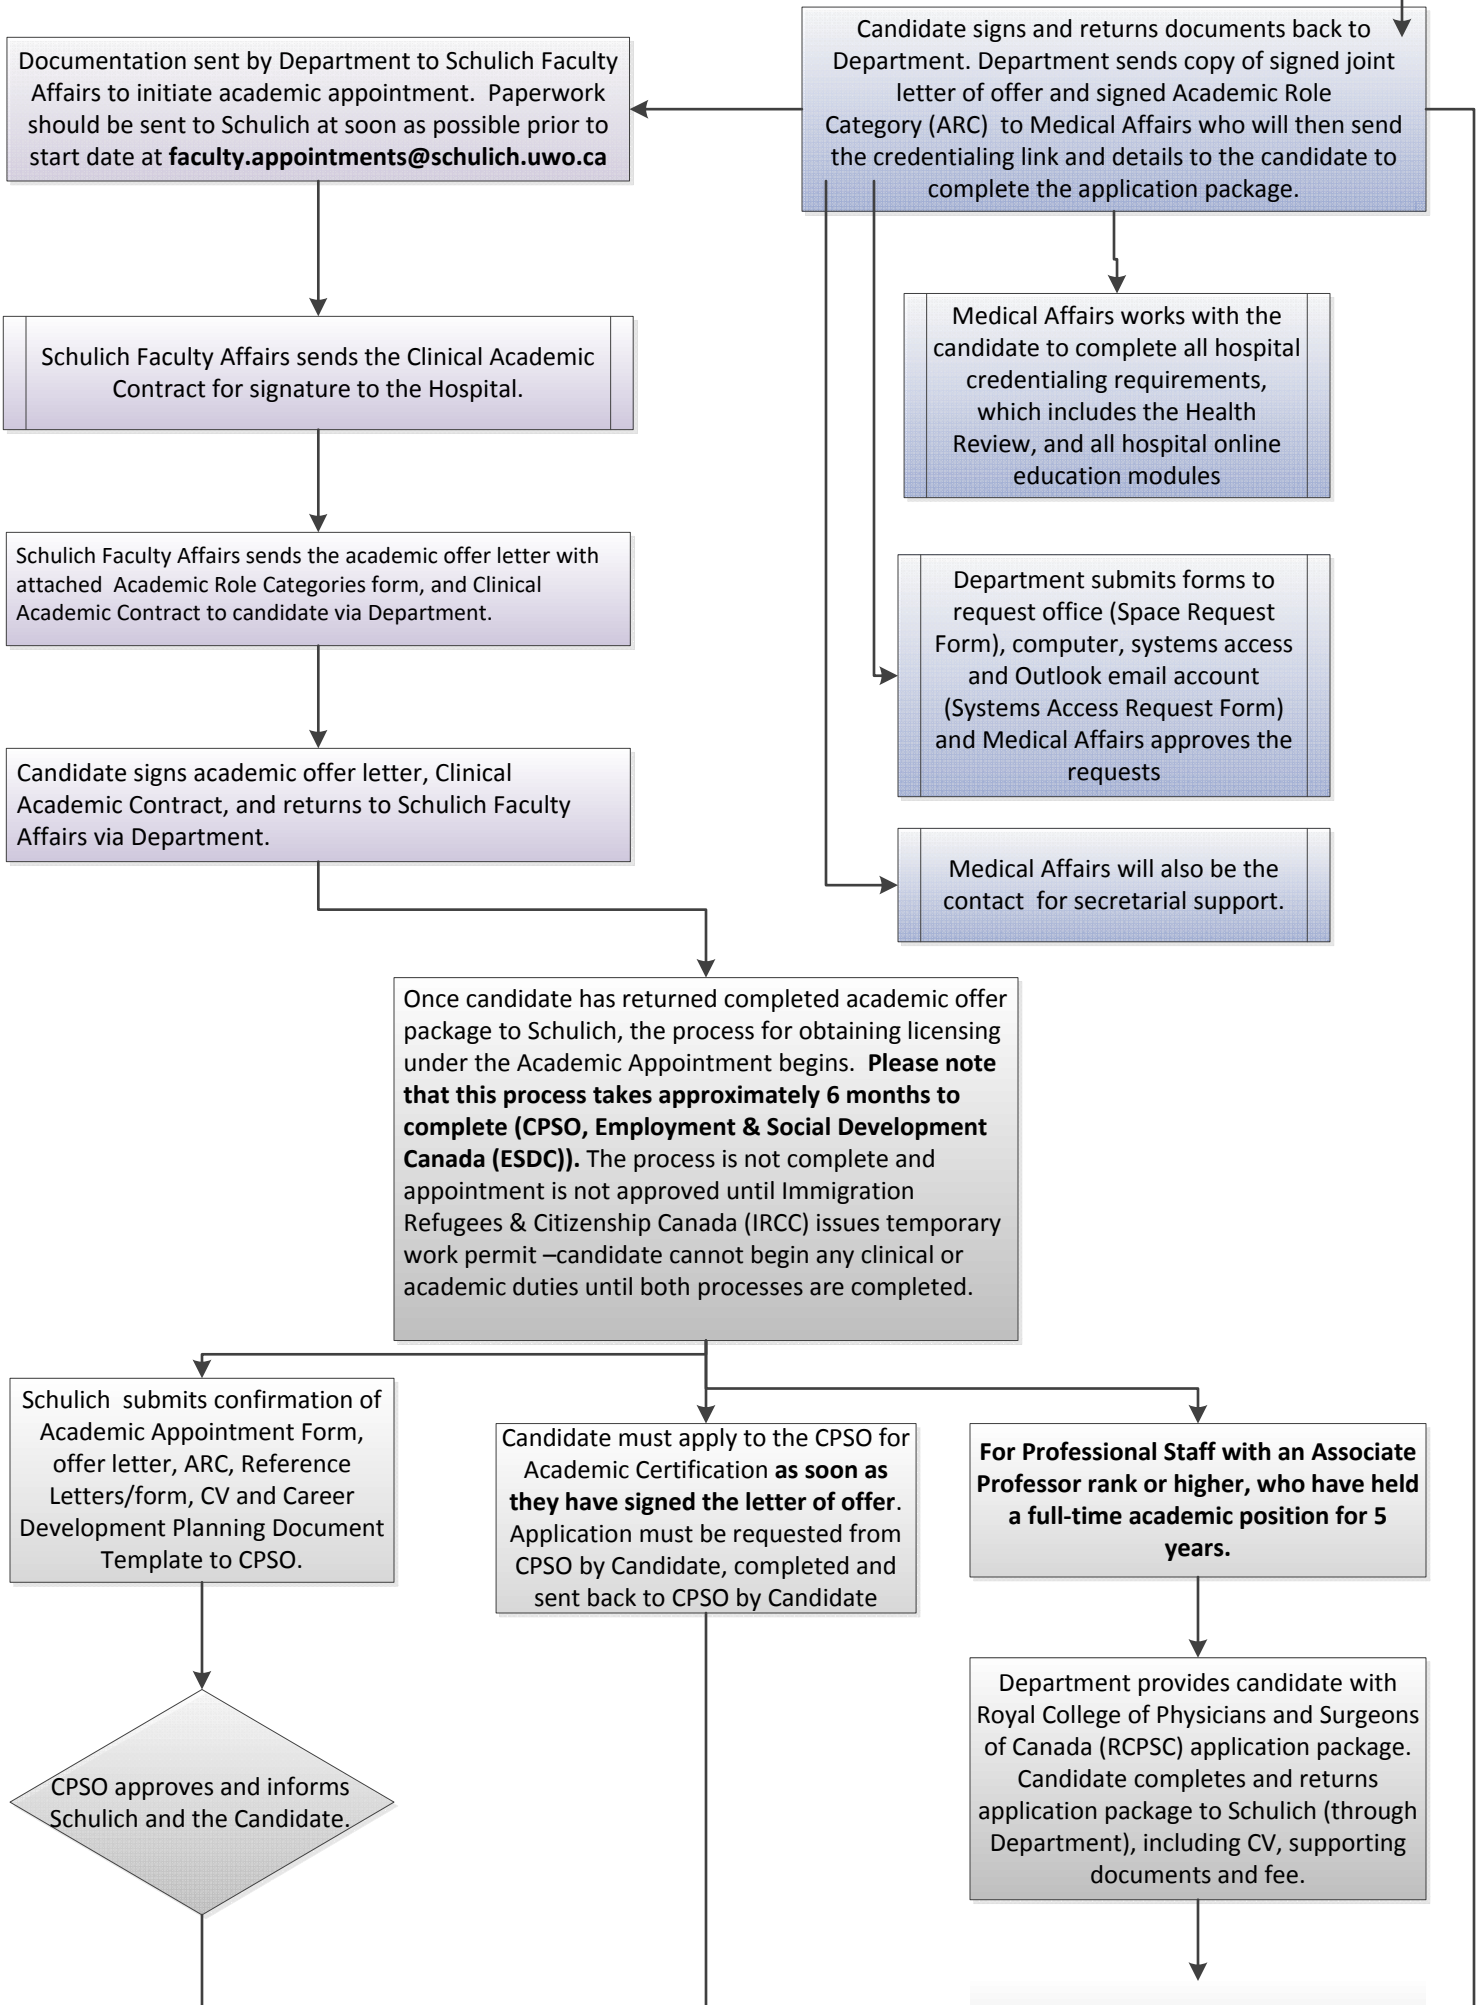 Candidate signs and returns documents back to
Department. Department sends copy of signed joint
letter of offer and signed Academic Role
Category (ARC)  to Medical Affairs who will then send
the credentialing link and details to the candidate to
complete the application package.
Documentation sent by Department to Schulich Faculty
Affairs to initiate academic appointment.  Paperwork
should be sent to Schulich at soon as possible prior to
start date at faculty.appointments@schulich.uwo.ca
Medical Affairs works with the
candidate to complete all hospital
credentialing requirements,
which includes the Health
Review, and all hospital online
education modules
Schulich Faculty Affairs sends the Clinical Academic
Contract for signature to the Hospital.
Schulich Faculty Affairs sends the academic offer letter with
attached  Academic Role Categories form, and Clinical
Academic Contract to candidate via Department.
Department submits forms to
request office (Space Request
Form), computer, systems access
and Outlook email account
(Systems Access Request Form)
and Medical Affairs approves the
requests
Candidate signs academic offer letter, Clinical
Academic Contract, and returns to Schulich Faculty
Affairs via Department.
Medical Affairs will also be the
contact  for secretarial support.
Once candidate has returned completed academic offer
package to Schulich, the process for obtaining licensing
under the Academic Appointment begins.  Please note
that this process takes approximately 6 months to
complete (CPSO, Employment & Social Development
Canada (ESDC)). The process is not complete and
appointment is not approved until Immigration
Refugees & Citizenship Canada (IRCC) issues temporary
work permit –candidate cannot begin any clinical or
academic duties until both processes are completed.
Schulich  submits confirmation of
Academic Appointment Form,
offer letter, ARC, Reference
Letters/form, CV and Career
Development Planning Document
Template to CPSO.
Candidate must apply to the CPSO for
Academic Certification as soon as
they have signed the letter of offer.
Application must be requested from
CPSO by Candidate, completed and
sent back to CPSO by Candidate
For Professional Staff with an Associate
Professor rank or higher, who have held
a full-time academic position for 5
years.
Department provides candidate with
Royal College of Physicians and Surgeons
of Canada (RCPSC) application package.
Candidate completes and returns
application package to Schulich (through
Department), including CV, supporting
documents and fee.
CPSO approves and informs
Schulich and the Candidate.